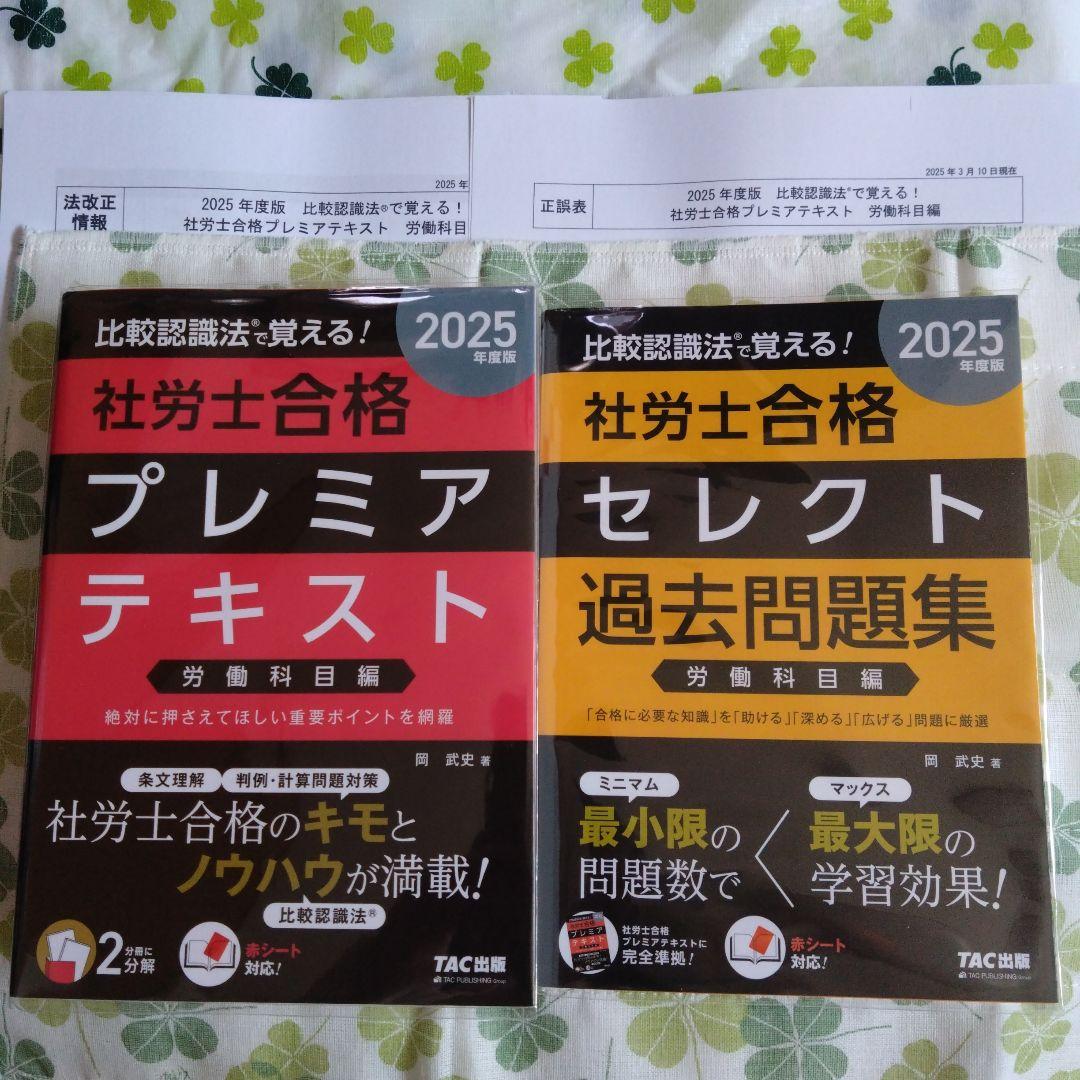 2025 年
法改正
情報
2025 年度版 比較認識法®で覚える!
社労士合格プレミアテキスト 労働科目
2025 年 3 月 10 日現在
正誤表
2025 年度版 比較認識法®で覚える!
社労士合格プレミアテキスト 労働科目編
比較認識法®で覚える!
2025
年度版
社労士合格
プレミア
テキスト
労働科目編
絶対に押さえてほしい重要ポイントを網羅
岡 武史 著
条文理解
判例・計算問題対策
社労士合格のキモと
ノウハウが満載!
比較認識法®
2分冊に
分解
赤シート
対応!
TAC出版
TAC PUBLISHING Group
比較認識法®で覚える!
2025
年度版
社労士合格
セレクト
過去問題集
労働科目編
「合格に必要な知識」を「助ける」「深める」「広げる」問題に厳選
岡 武史 著
ミニマム
最小限の
問題数で
マックス
最大限の
学習効果!
プレミア
テキスト
社労士合格
プレミアテキストに
完全準拠!
赤シート
対応!
TAC出版
TAC PUBLISHING Group